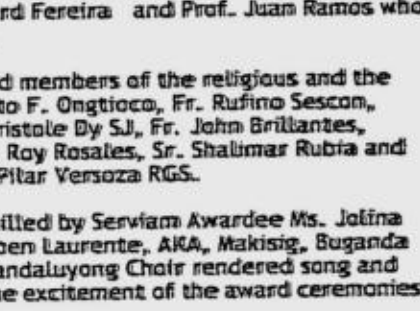 rd Fereira and Prof. Juan Ramos who
d members of the religious and the
to F. Ongtioco, Fr. Rufino Sescon,
ristole Dy SJ, Fr. John Brillantes,
Roy Rosales, Sr. Shalimar Rubia and
Pilar Versoza RGS.
illed by Serviam Awardee Ms. Jolina
ben Laurente, AKA, Makisig, Buganda
andaluyong Choir rendered song and
he excitement of the award ceremonies